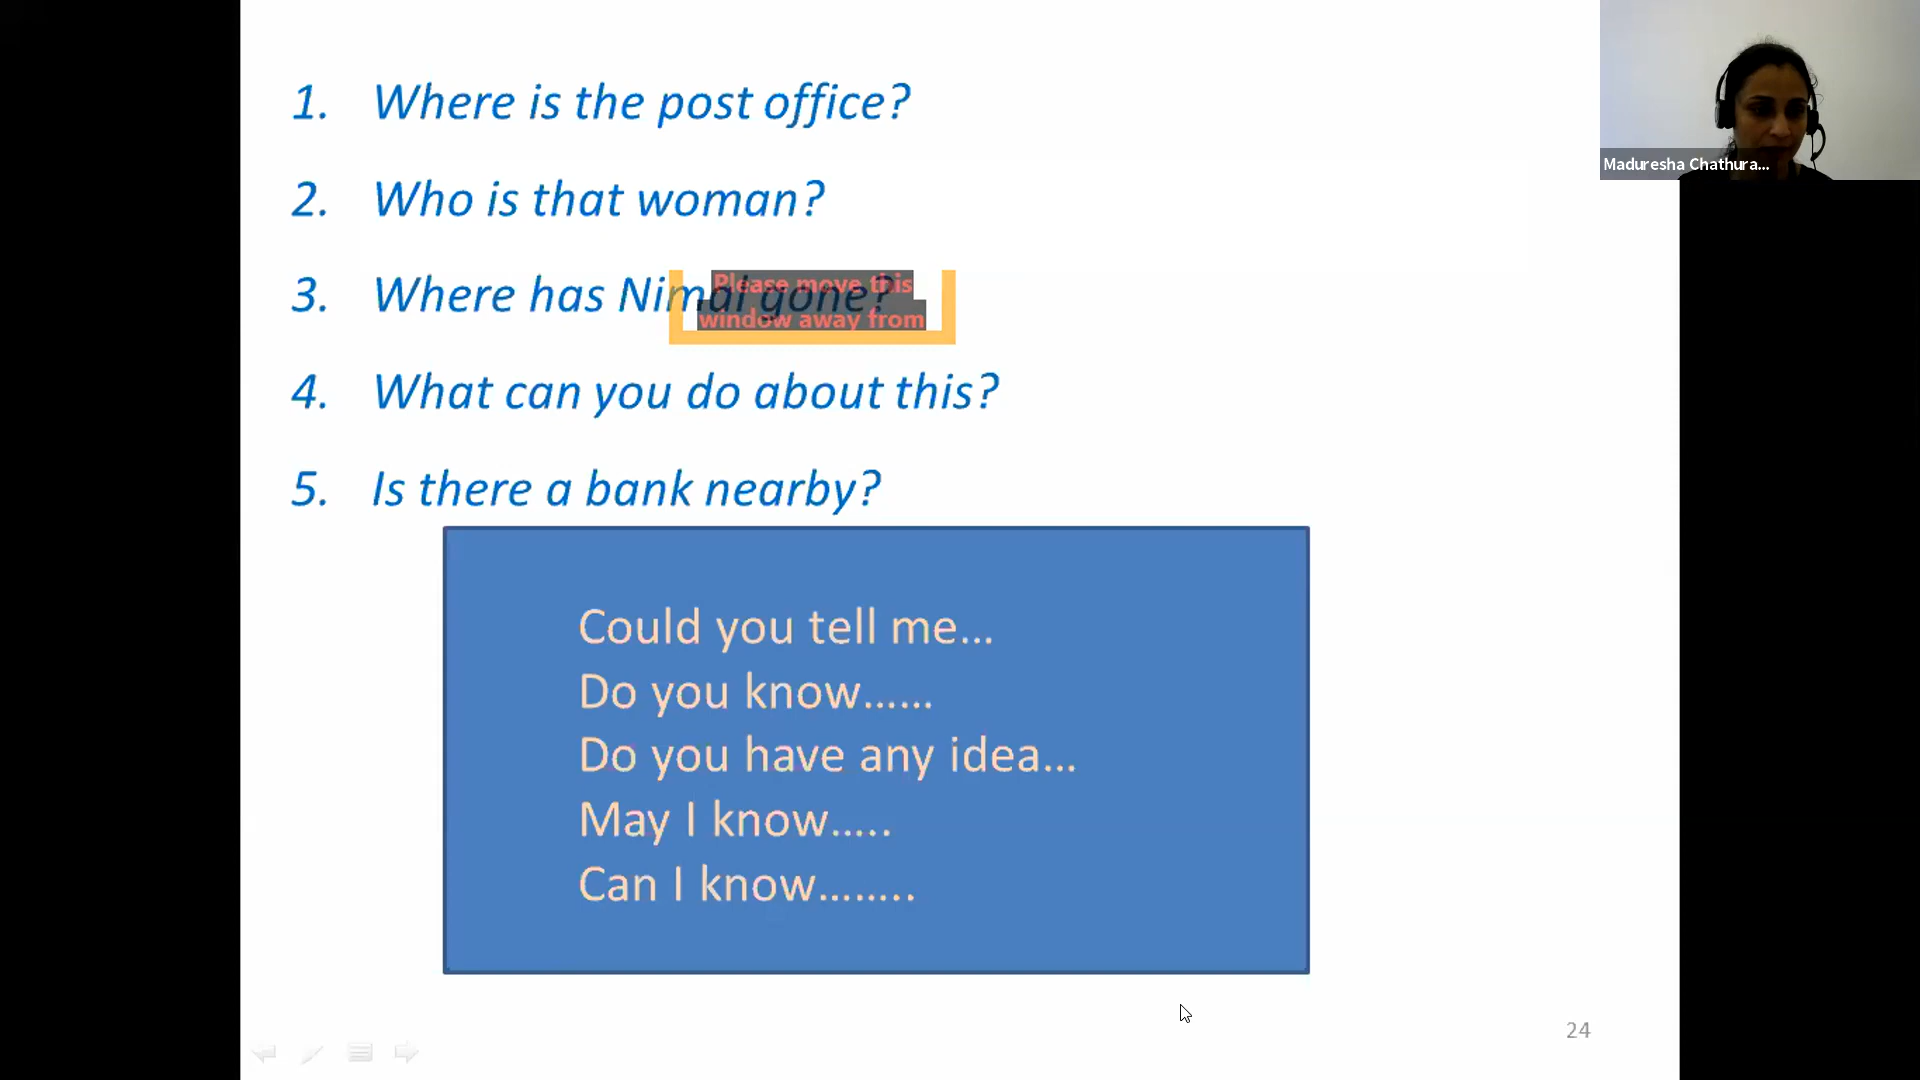 1. Where is the post office?
2. Who is that woman?
3. Where has Nimal gone?
Please move this
window away from
4. What can you do about this?
5. Is there a bank nearby?
Could you tell me...
Do you know......
Do you have any idea...
May I know.....
Can I know........
24
Maduresha Chathura...